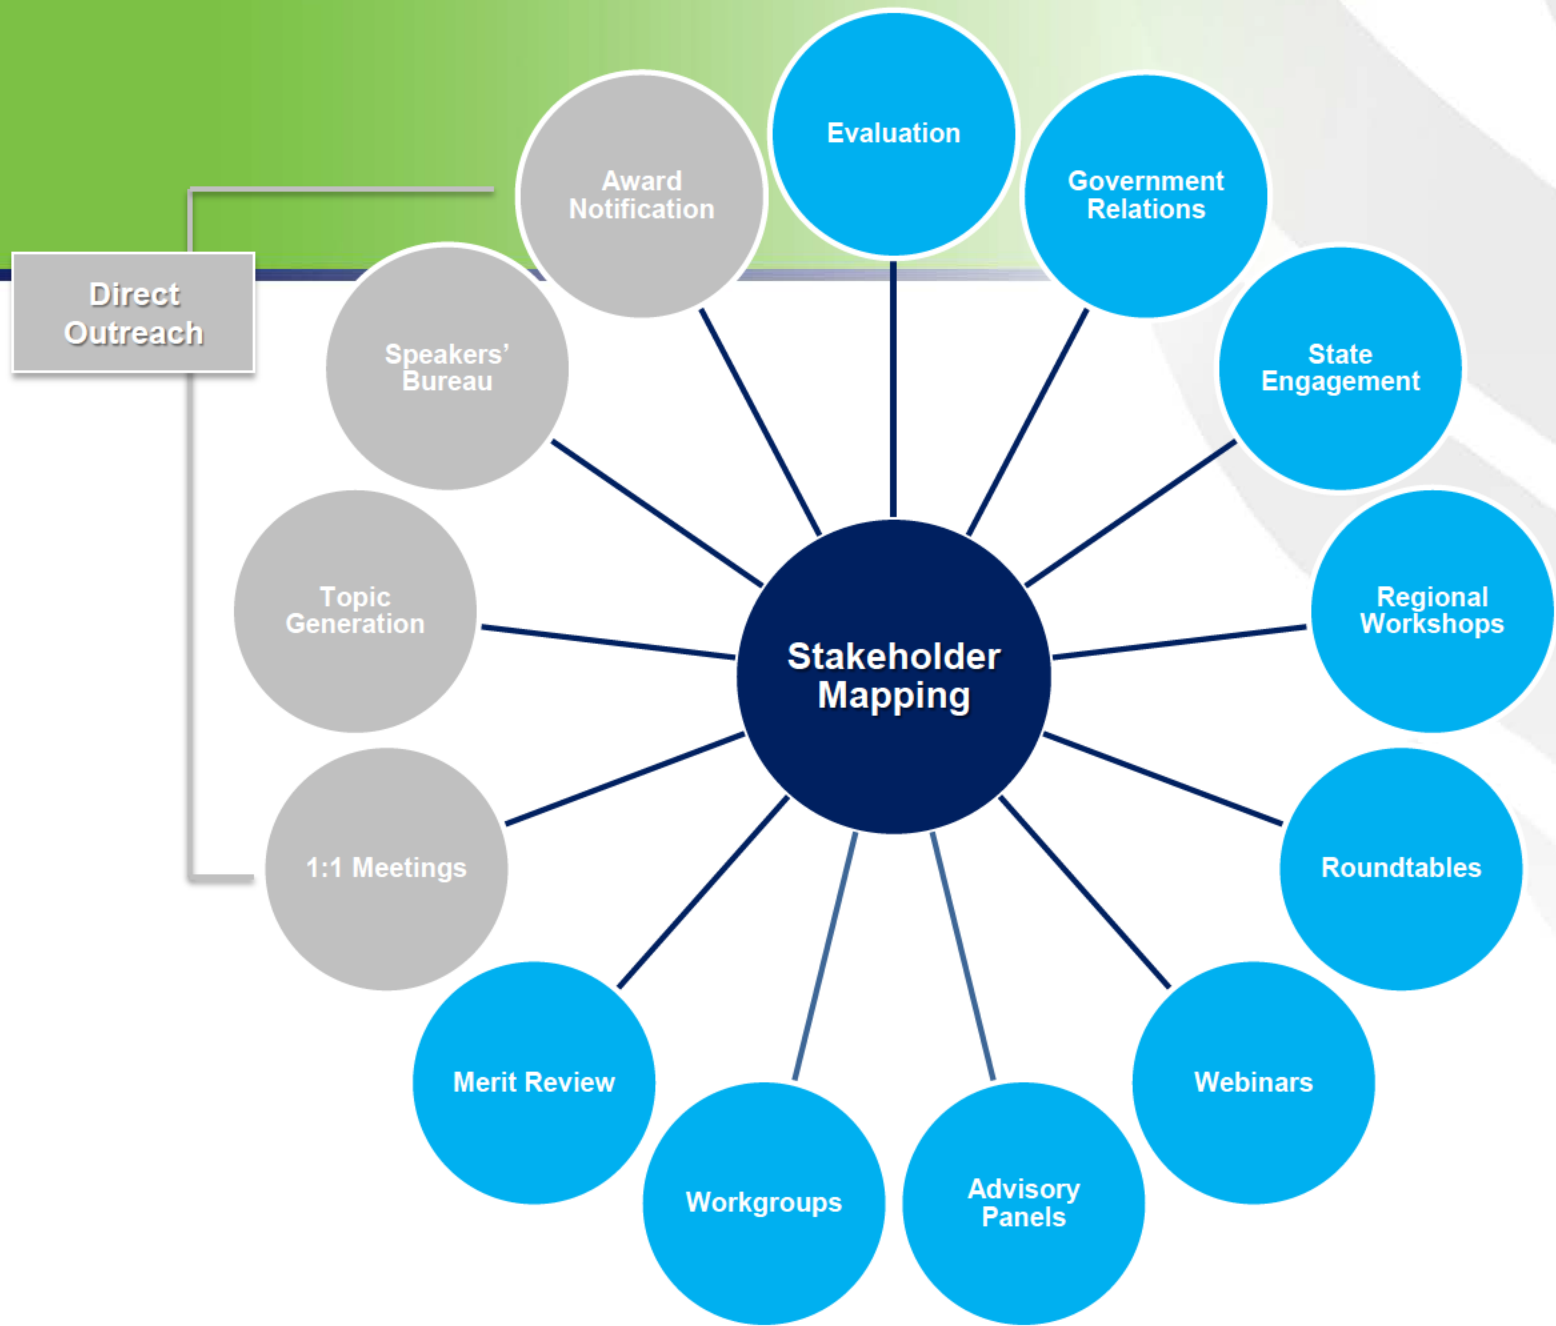 Evaluation
Government
Relations
State
Engagement
Regional
Workshops
Roundtables
Webinars
Advisory
Panels
Workgroups
Merit Review
1:1 Meetings
Topic
Generation
Speakers’
Bureau
Award
Notification
Direct
Outreach
Stakeholder
Mapping